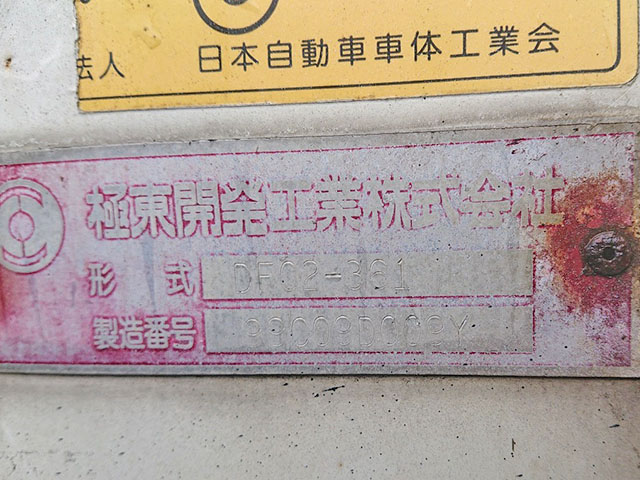 法人 日本自動車車体工業会
極東開発工業株式会社
形式 DF02-361
製造番号